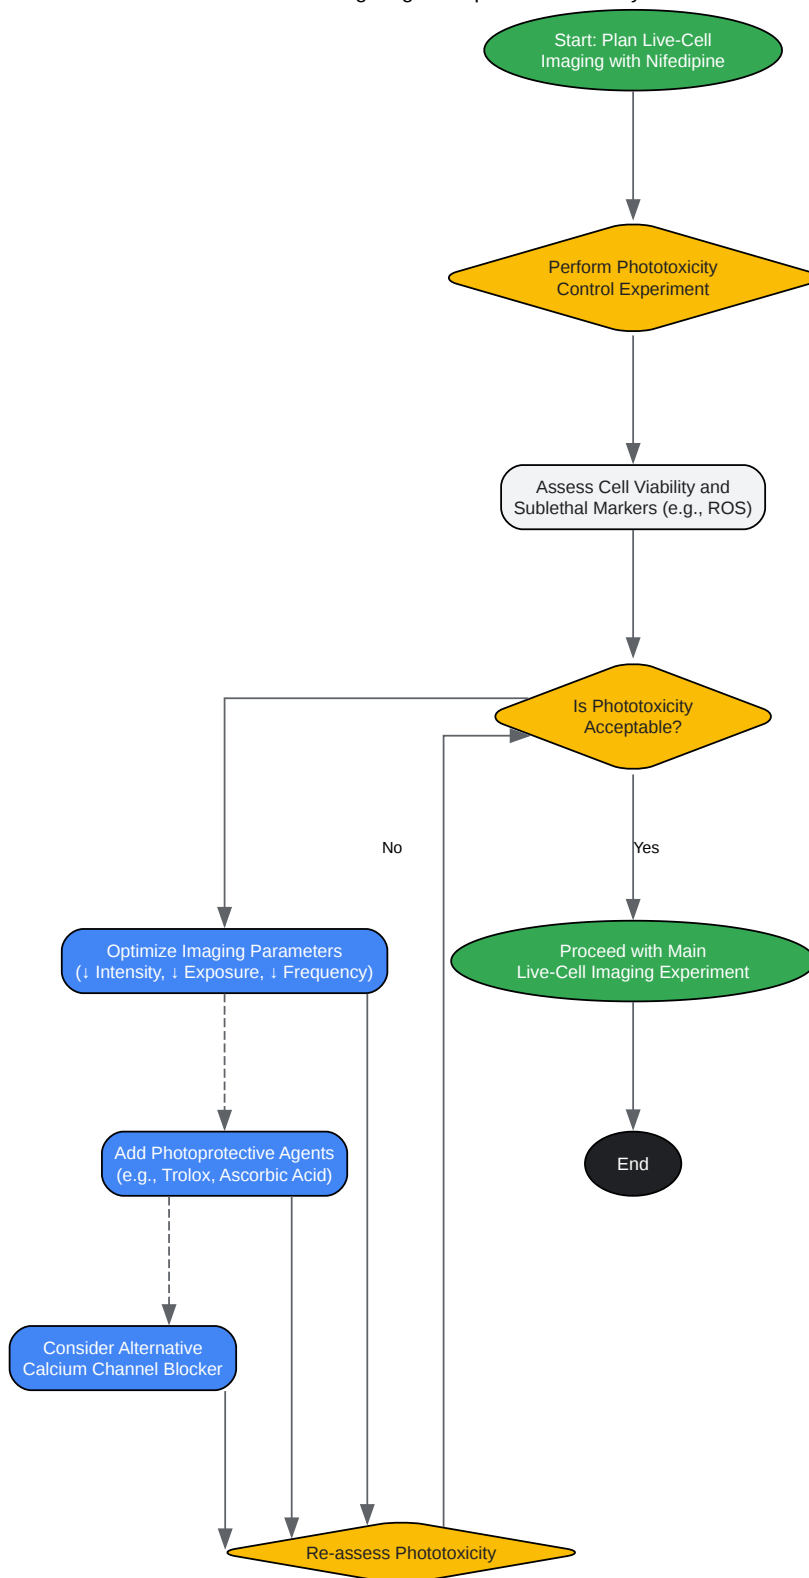 Start: Plan Live-Cell
Imaging with Nifedipine
Perform Phototoxicity
Control Experiment
Assess Cell Viability and
Sublethal Markers (e.g., ROS)
Is Phototoxicity
Acceptable?
No
Yes
Optimize Imaging Parameters
(↓ Intensity, ↓ Exposure, ↓ Frequency)
Proceed with Main
Live-Cell Imaging Experiment
Add Photoprotective Agents
(e.g., Trolox, Ascorbic Acid)
End
Consider Alternative
Calcium Channel Blocker
Re-assess Phototoxicity